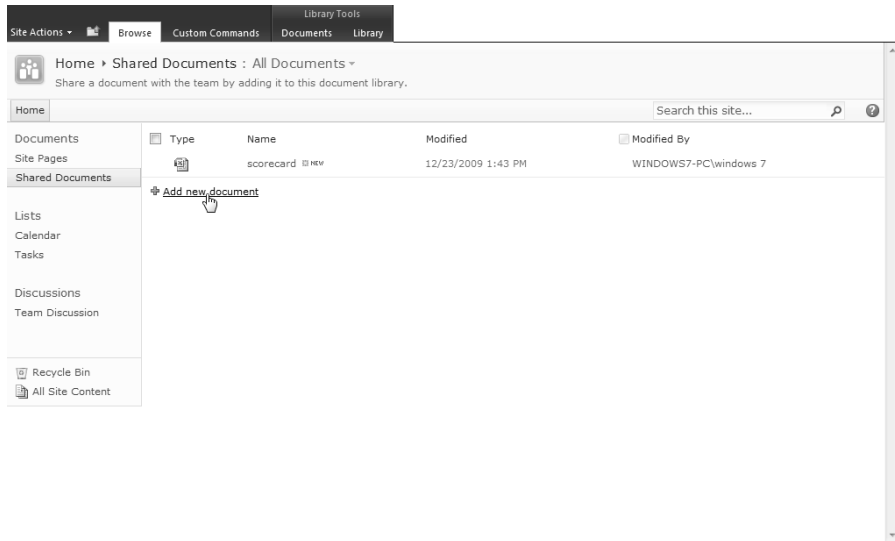 Library Tools
Site Actions Browse Custom Commands Documents Library
Home Shared Documents : All Documents
Share a document with the team by adding it to this document library.
Home Search this site...
Documents
Site Pages
Shared Documents
Lists
Calendar
Tasks
Discussions
Team Discussion
Recycle Bin
All Site Content
Type Name Modified Modified By
scorecard NEW 12/23/2009 1:43 PM WINDOWS7-PC\windows 7
Add new document